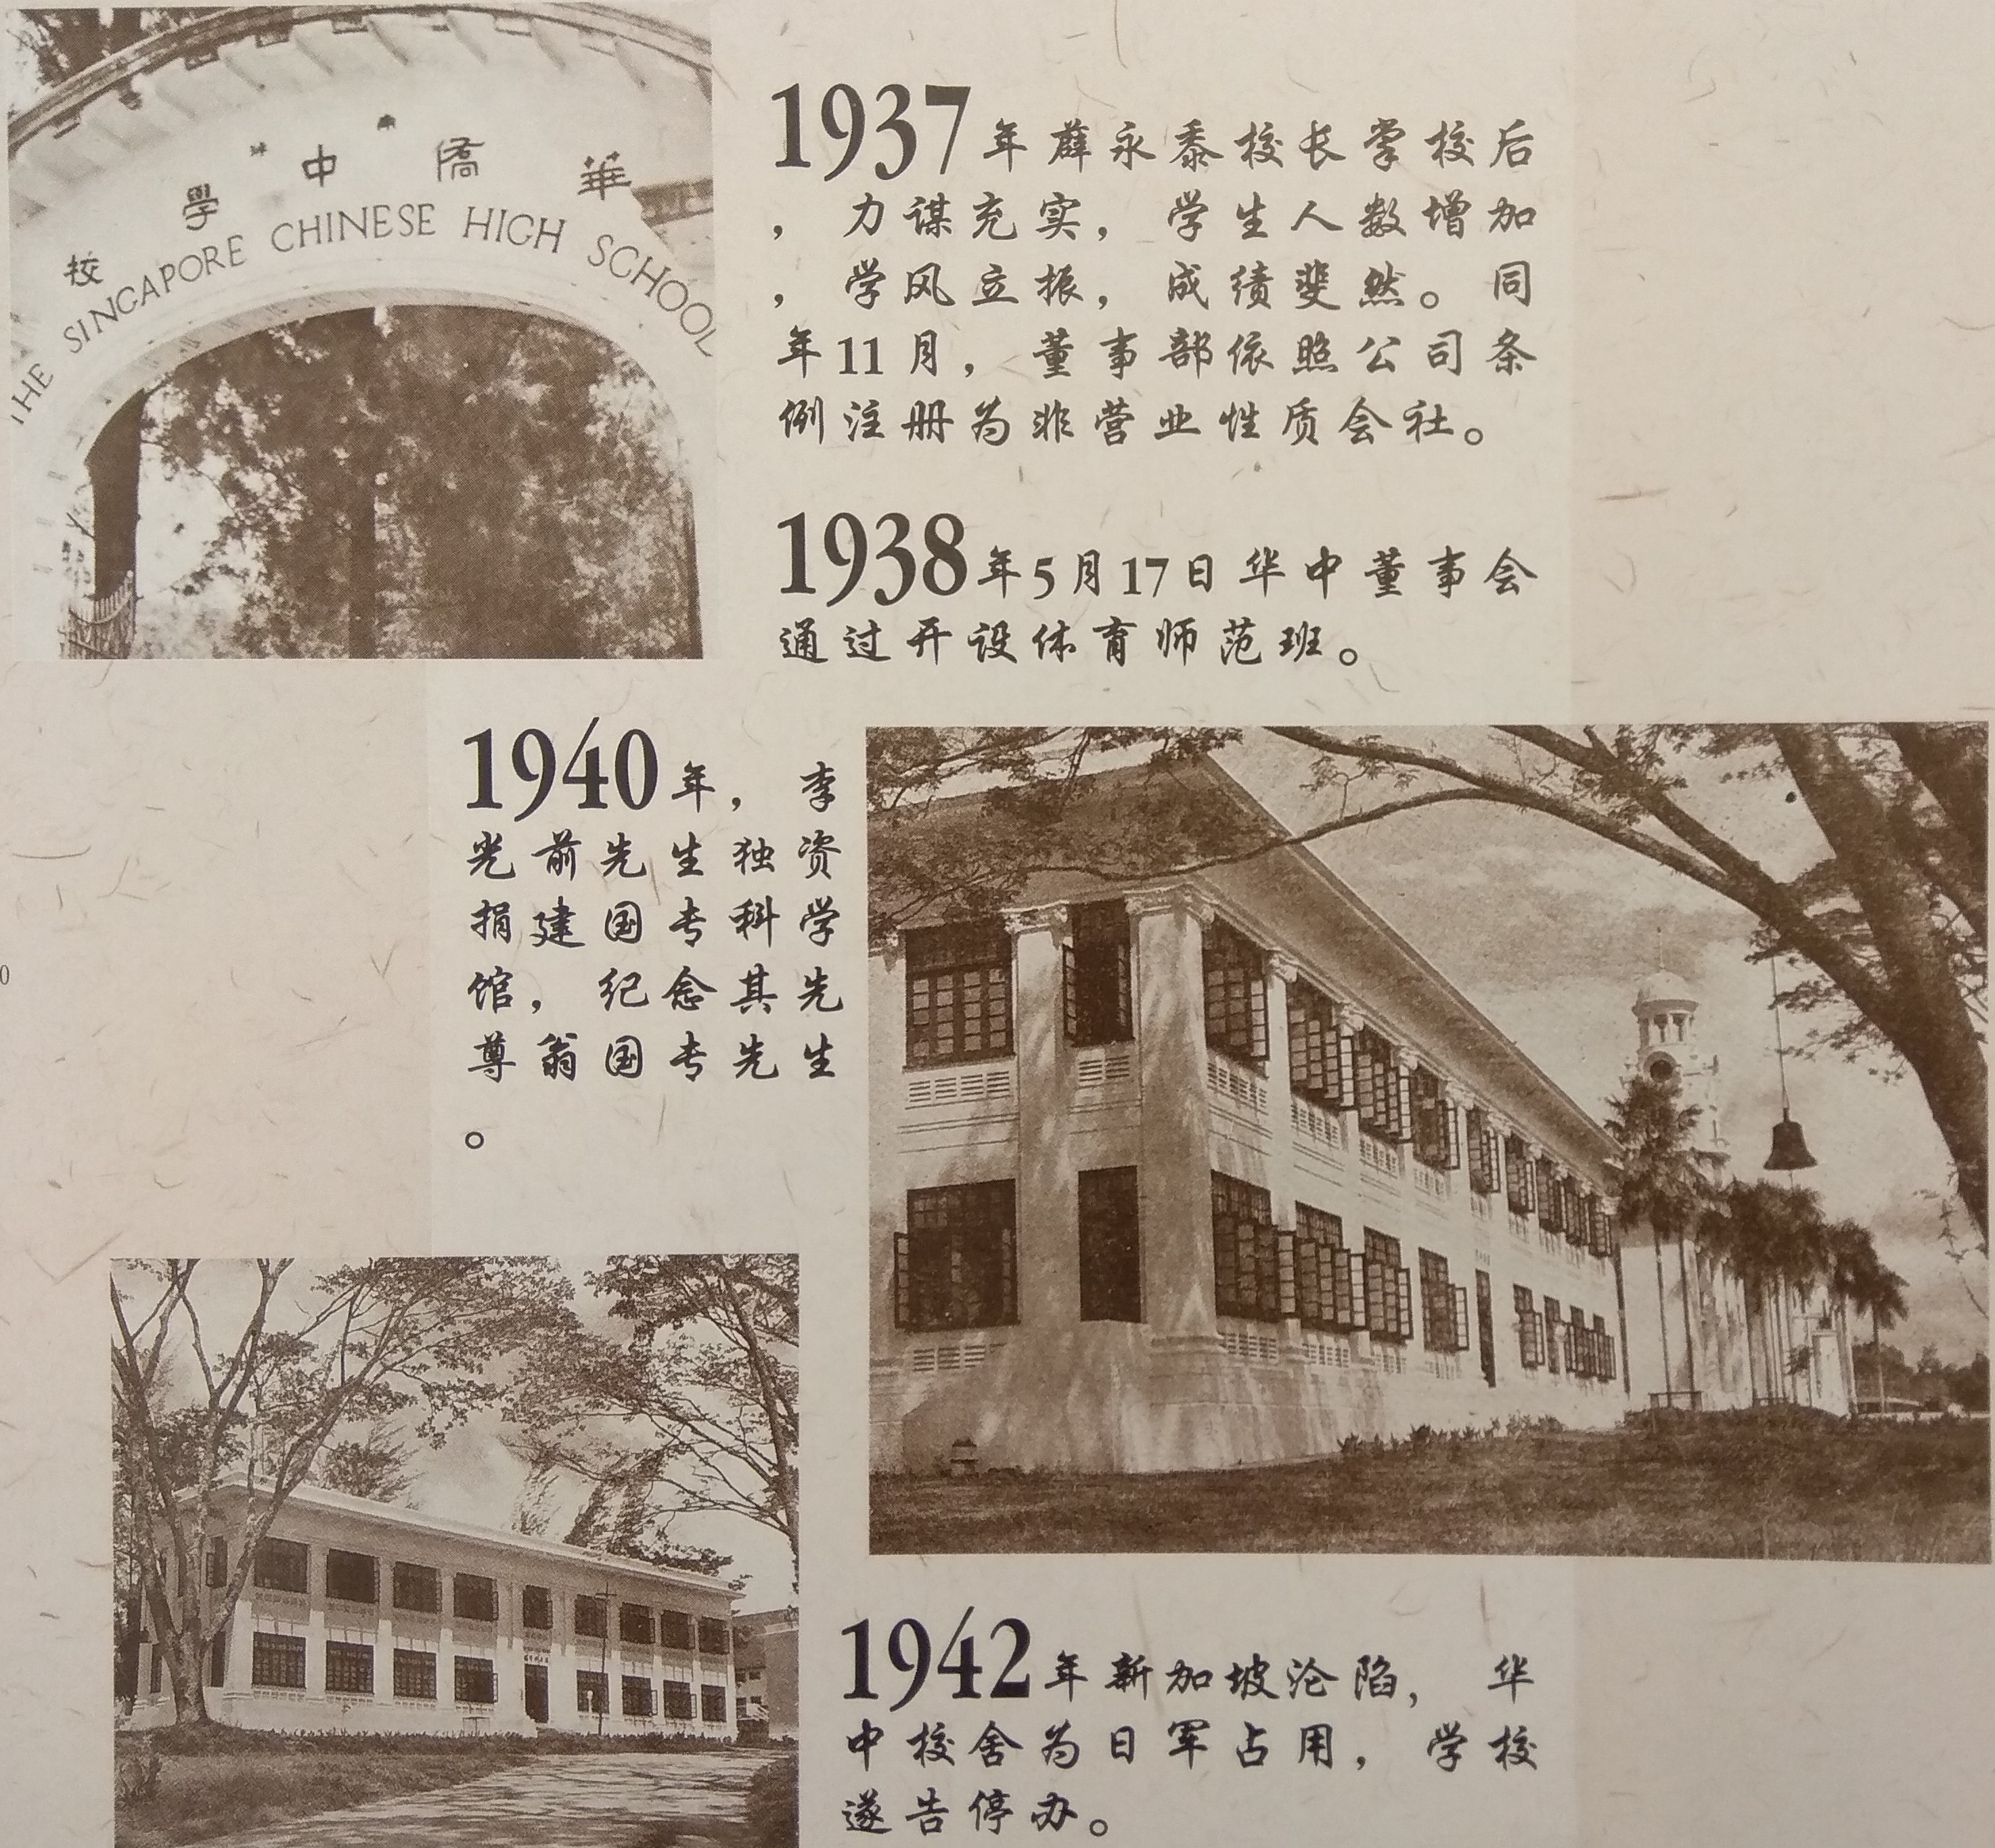 華僑中學校
THE SINGAPORE CHINESE HIGH SCHOOL
1937年薛永黍校长掌校后
，力谋充实，学生人数增加
，学风立振，成绩斐然。同
年11月，董事部依照公司条
例注册为非营业性质会社。
1938年5月17日华中董事会
通过开设体育师范班。
1940年，李
光前先生独资
捐建国专科学
馆，纪念其先
尊翁国专先生
。
1942年新加坡沦陷，华
中校舍为日军占用，学校
遂告停办。